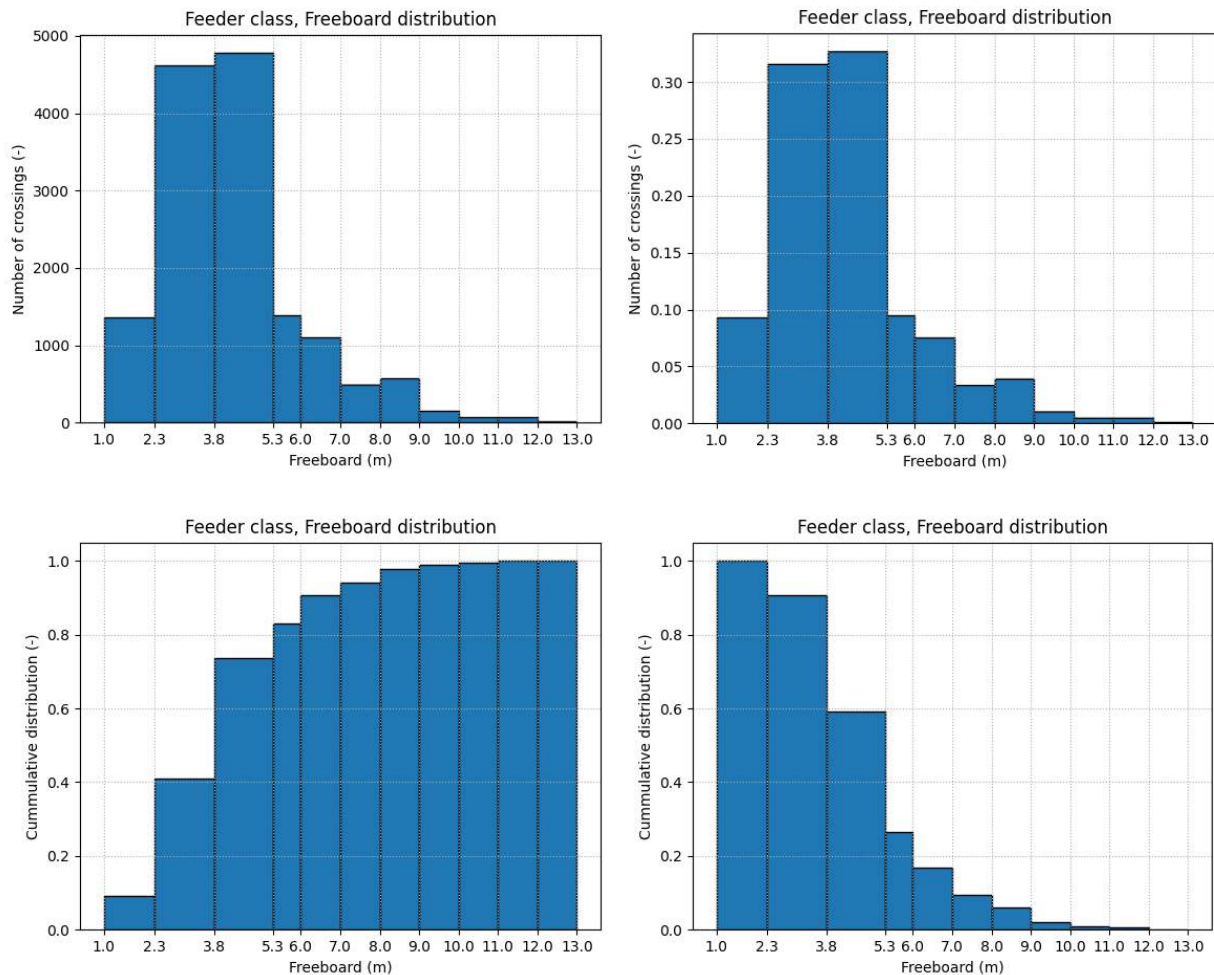 Feeder class, Freeboard distribution
5000
4000
3000
2000
1000
0
Number of crossings (-)
1.0 2.3 3.8 5.3 6.0 7.0 8.0 9.0 10.0 11.0 12.0 13.0
Freeboard (m)
Feeder class, Freeboard distribution
0.30
0.25
0.20
0.15
0.10
0.05
0.00
Number of crossings (-)
1.0 2.3 3.8 5.3 6.0 7.0 8.0 9.0 10.0 11.0 12.0 13.0
Freeboard (m)
Feeder class, Freeboard distribution
1.0
0.8
0.6
0.4
0.2
0.0
Cummulative distribution (-)
1.0 2.3 3.8 5.3 6.0 7.0 8.0 9.0 10.0 11.0 12.0 13.0
Freeboard (m)
Feeder class, Freeboard distribution
1.0
0.8
0.6
0.4
0.2
0.0
Cummulative distribution (-)
1.0 2.3 3.8 5.3 6.0 7.0 8.0 9.0 10.0 11.0 12.0 13.0
Freeboard (m)